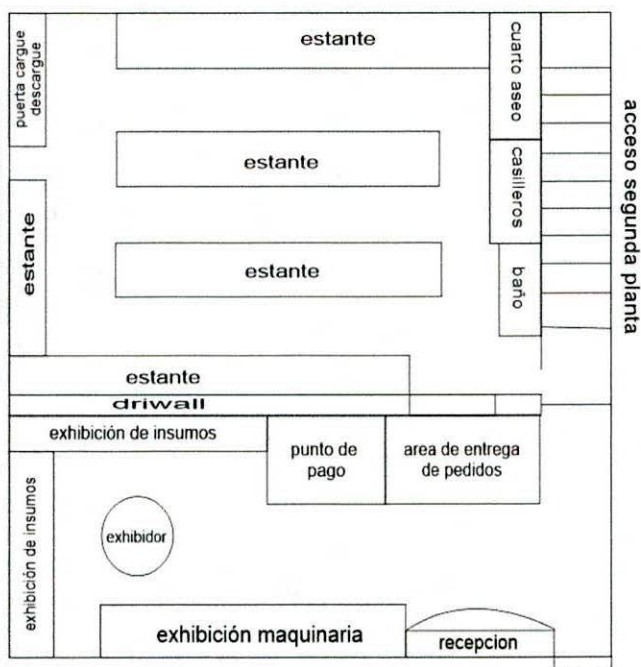 estante
puerta cargue
descargue
cuarto aseo
acceso segunda planta
estante
casilleros
estante
estante
baño
estante
driwall
exhibición de insumos
punto de
pago
area de entrega
de pedidos
exhibición de insumos
exhibidor
exhibición maquinaria
recepcion